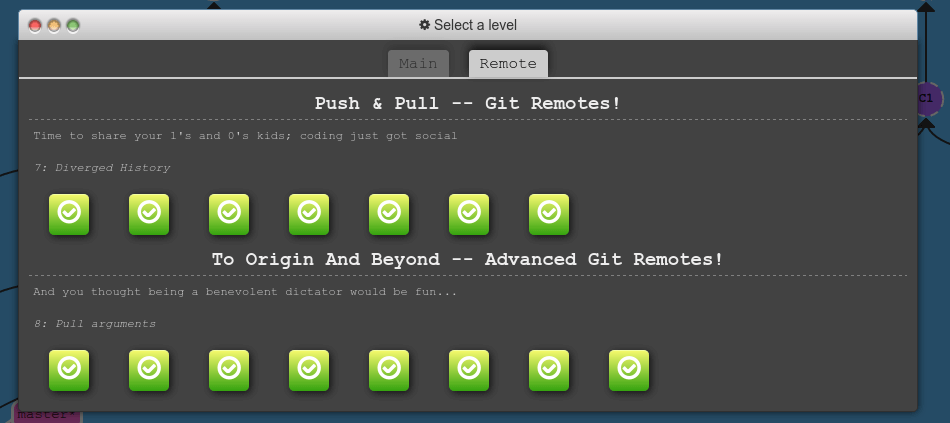 Select a level
Main
Remote
Push & Pull -- Git Remotes!
Time to share your 1's and 0's kids; coding just got social
7: Diverged History
To Origin And Beyond -- Advanced Git Remotes!
And you thought being a benevolent dictator would be fun...
8: Pull arguments
C1
master*